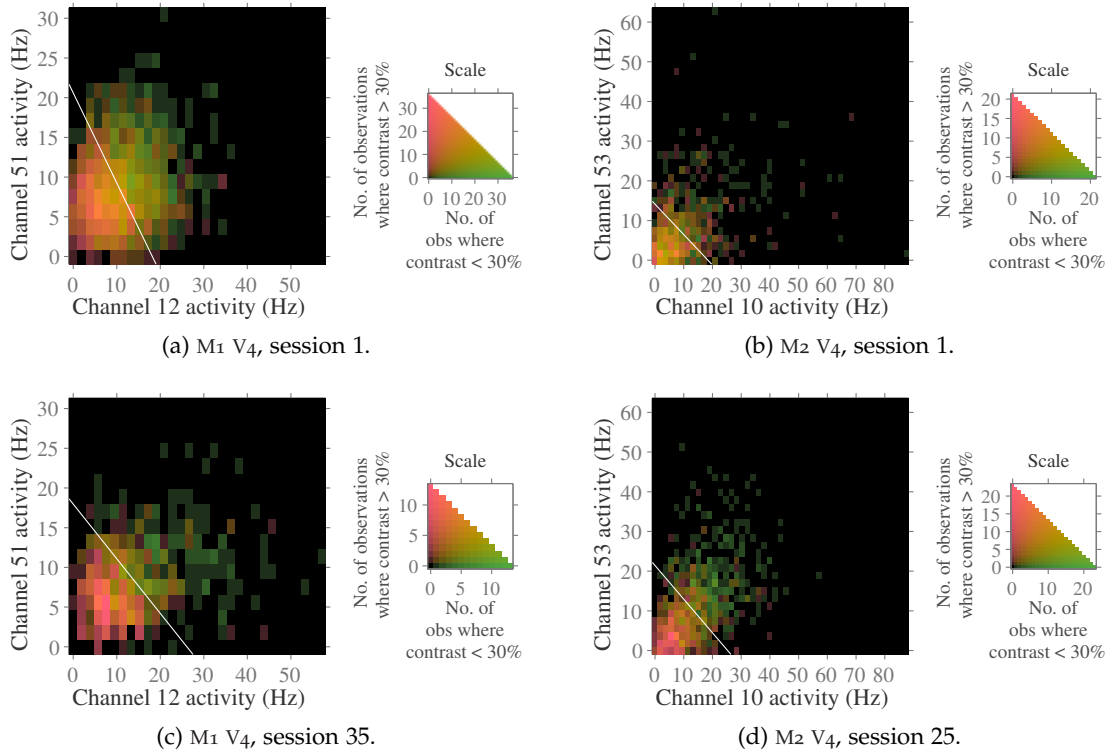 30
25
20
15
10
5
0
Channel 51 activity (Hz)
0 10 20 30 40 50
Channel 12 activity (Hz)
No. of observations
where contrast > 30%
Scale
30
20
10
0
0 10 20 30
No. of
obs where
contrast < 30%
(a) M1 V4, session 1.
60
50
40
30
20
10
0
Channel 53 activity (Hz)
0 10 20 30 40 50 60 70 80
Channel 10 activity (Hz)
No. of observations
where contrast > 30%
Scale
20
15
10
5
0
0 10 20
No. of
obs where
contrast < 30%
(b) M2 V4, session 1.
30
25
20
15
10
5
0
Channel 51 activity (Hz)
0 10 20 30 40 50
Channel 12 activity (Hz)
No. of observations
where contrast > 30%
Scale
10
5
0
0 5 10
No. of
obs where
contrast < 30%
(c) M1 V4, session 35.
60
50
40
30
20
10
0
Channel 53 activity (Hz)
0 10 20 30 40 50 60 70 80
Channel 10 activity (Hz)
No. of observations
where contrast > 30%
Scale
20
15
10
5
0
0 10 20
No. of
obs where
contrast < 30%
(d) M2 V4, session 25.